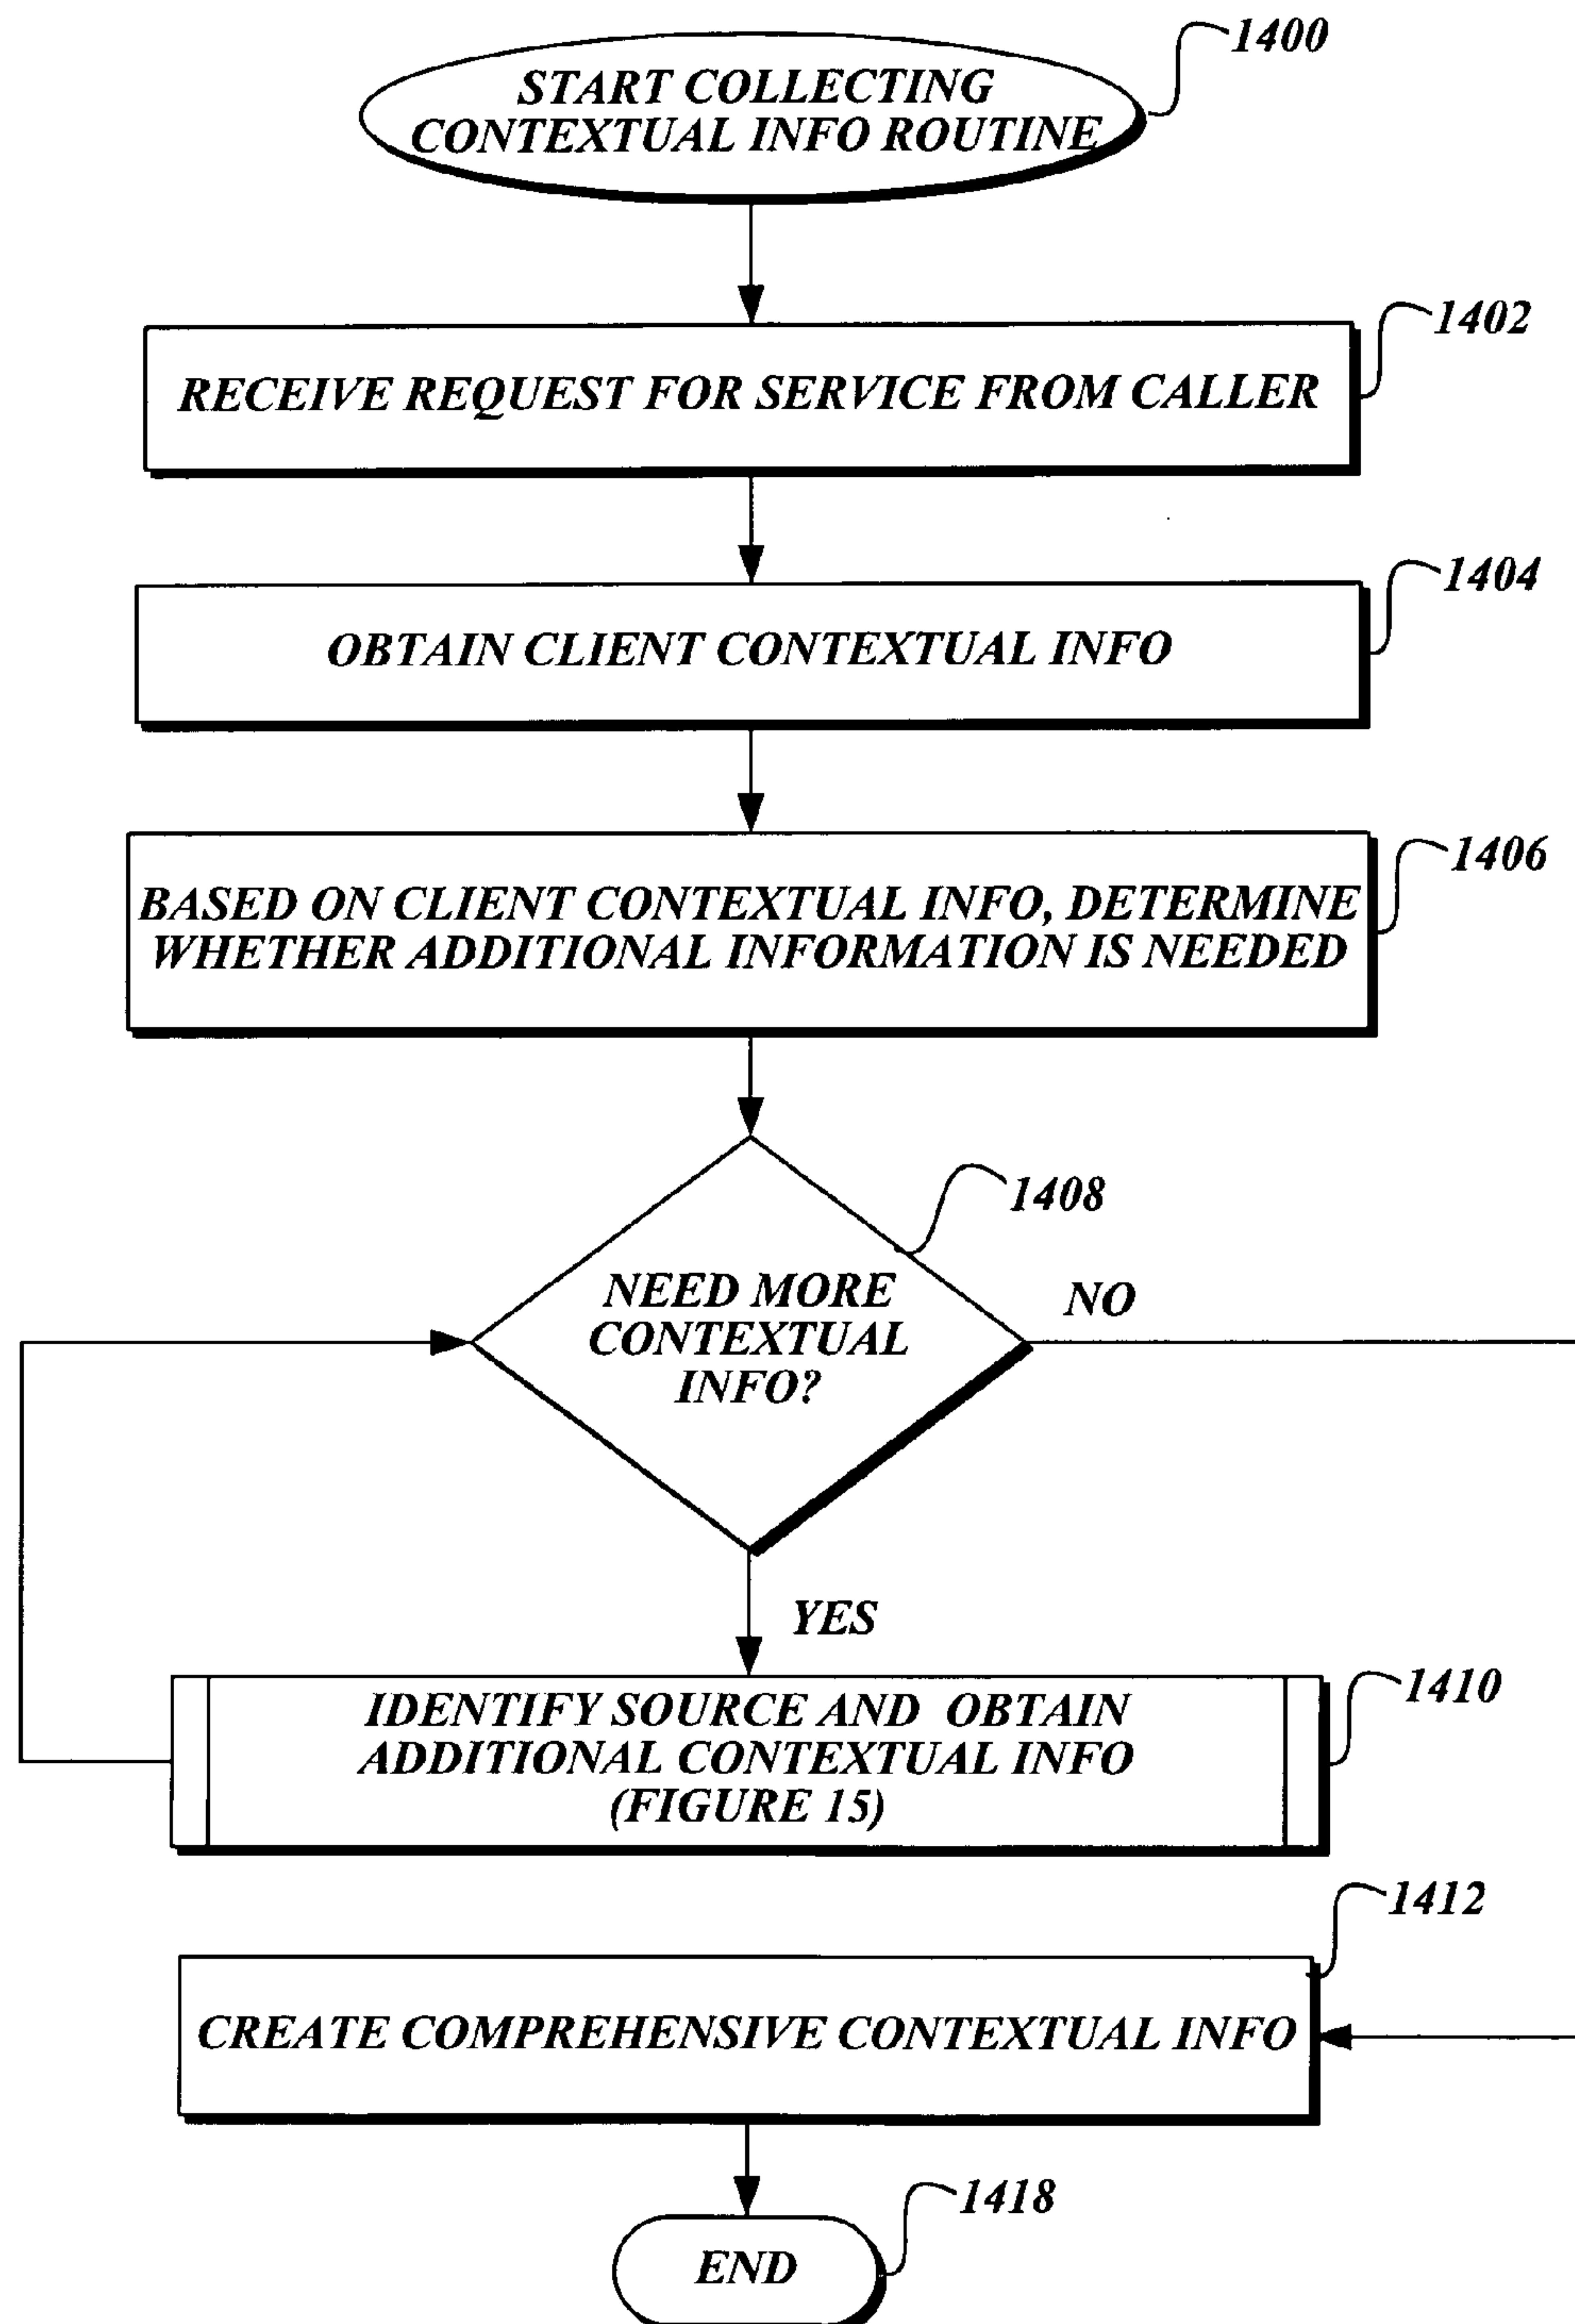 1400
START COLLECTING
CONTEXTUAL INFO ROUTINE
1402
RECEIVE REQUEST FOR SERVICE FROM CALLER
1404
OBTAIN CLIENT CONTEXTUAL INFO
1406
BASED ON CLIENT CONTEXTUAL INFO, DETERMINE
WHETHER ADDITIONAL INFORMATION IS NEEDED
1408
NEED MORE
CONTEXTUAL
INFO?
NO
YES
1410
IDENTIFY SOURCE AND OBTAIN
ADDITIONAL CONTEXTUAL INFO
(FIGURE 15)
1412
CREATE COMPREHENSIVE CONTEXTUAL INFO
1418
END